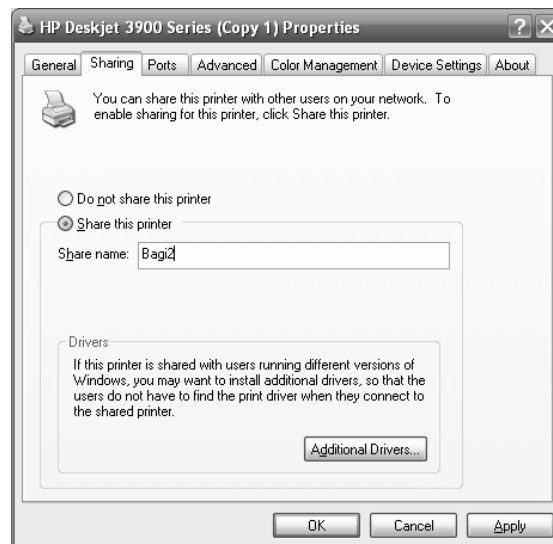 HP Deskjet 3900 Series (Copy 1) Properties
General Sharing Ports Advanced Color Management Device Settings About
You can share this printer with other users on your network. To
enable sharing for this printer, click Share this printer.
Do not share this printer
Share this printer
Share name: Bagi2
Drivers
If this printer is shared with users running different versions of
Windows, you may want to install additional drivers, so that the
users do not have to find the print driver when they connect to
the shared printer.
Additional Drivers...
OK Cancel Apply